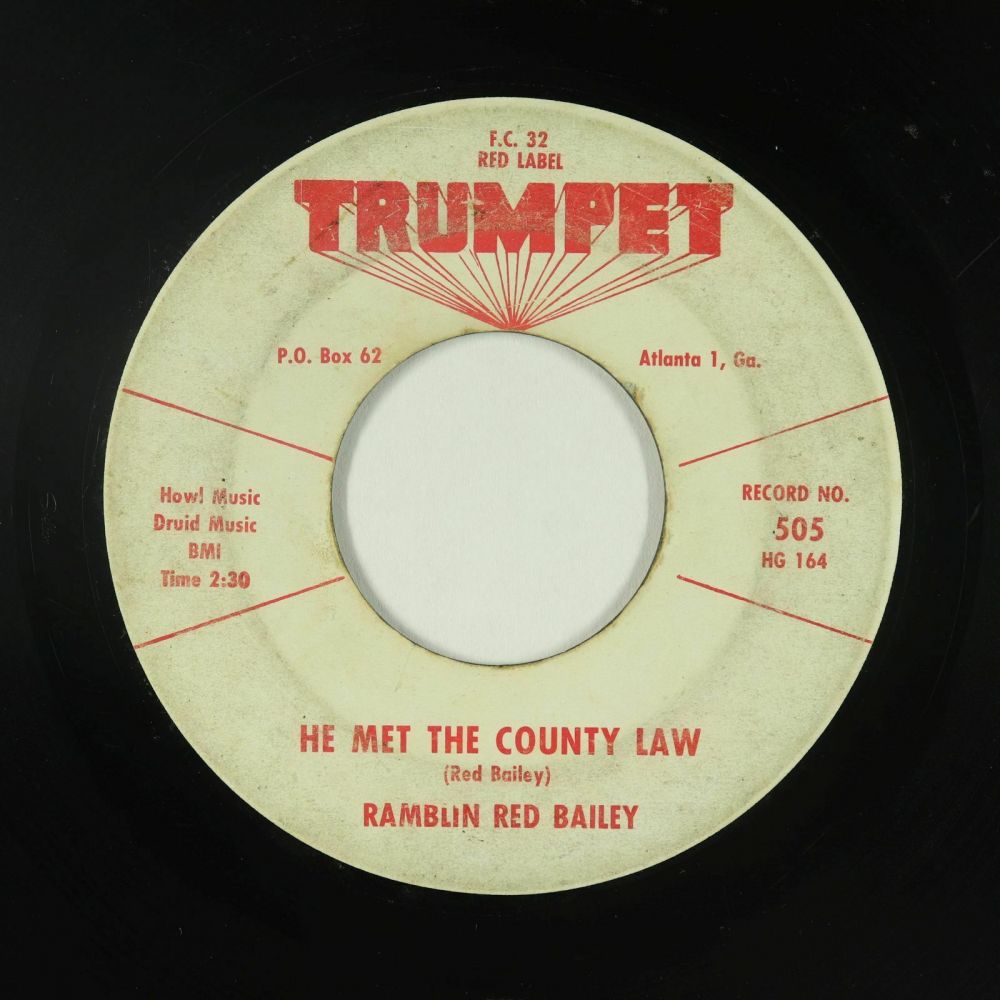 F.C. 32
RED LABEL
TRUMPET
P.O. Box 62
Atlanta 1, Ga.
Howl Music
Druid Music
BMI
Time 2:30
RECORD NO.
505
HG 164
HE MET THE COUNTY LAW
(Red Bailey)
RAMBLIN RED BAILEY